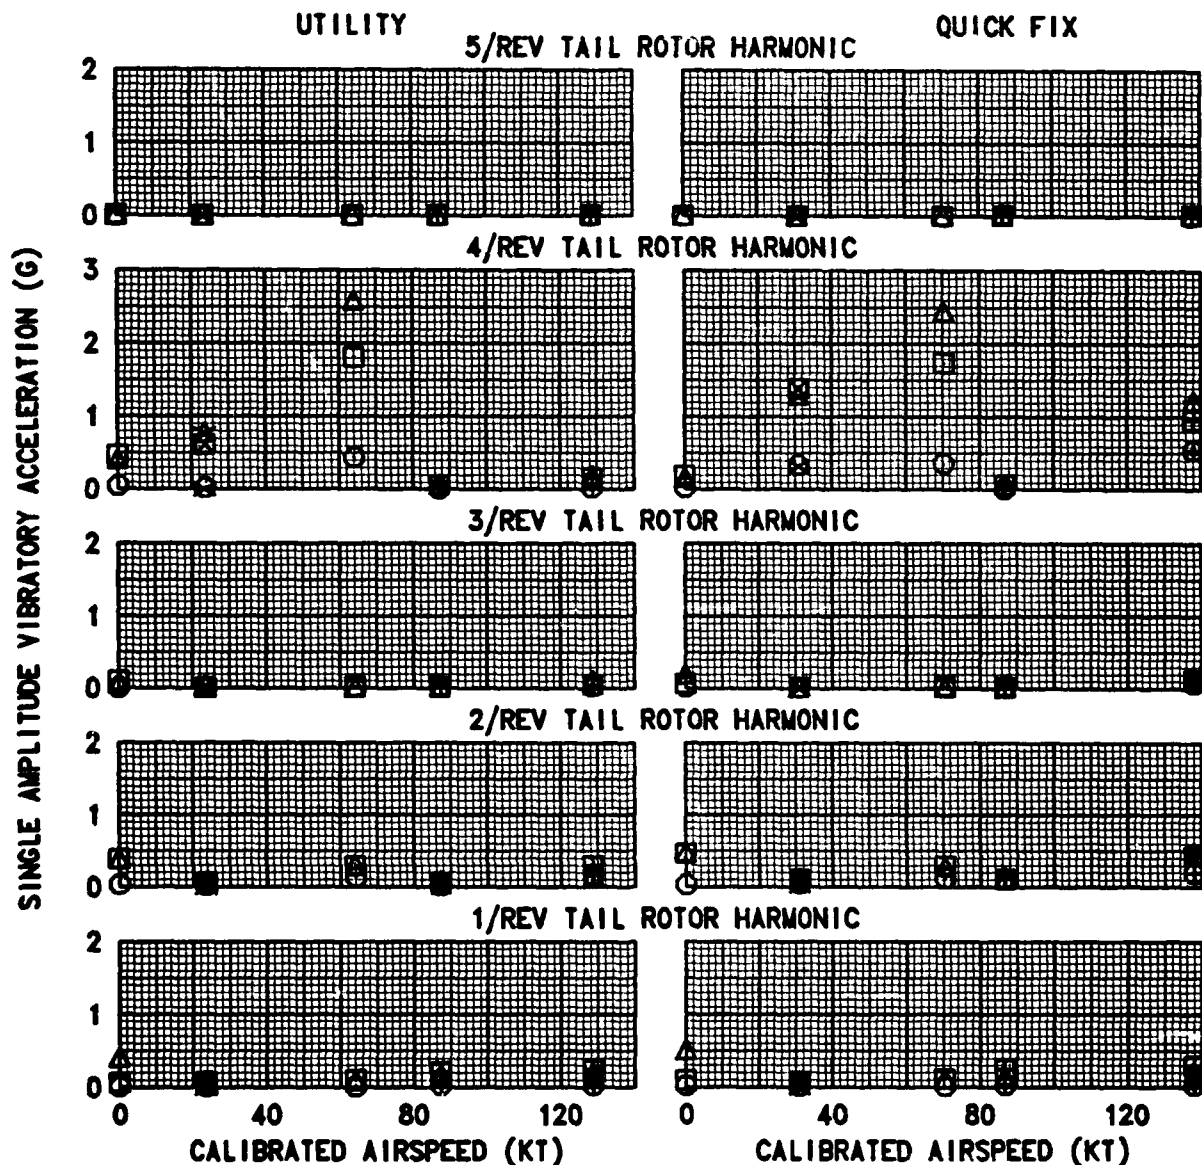 UTILITY QUICK FIX
5/REV TAIL ROTOR HARMONIC
2
1
0
4/REV TAIL ROTOR HARMONIC
3
2
1
0
3/REV TAIL ROTOR HARMONIC
2
1
0
2/REV TAIL ROTOR HARMONIC
2
1
0
1/REV TAIL ROTOR HARMONIC
2
1
0
0 40 80 120 0 40 80 120
CALIBRATED AIRSPEED (KT) CALIBRATED AIRSPEED (KT)
SINGLE AMPLITUDE VIBRATORY ACCELERATION (G)